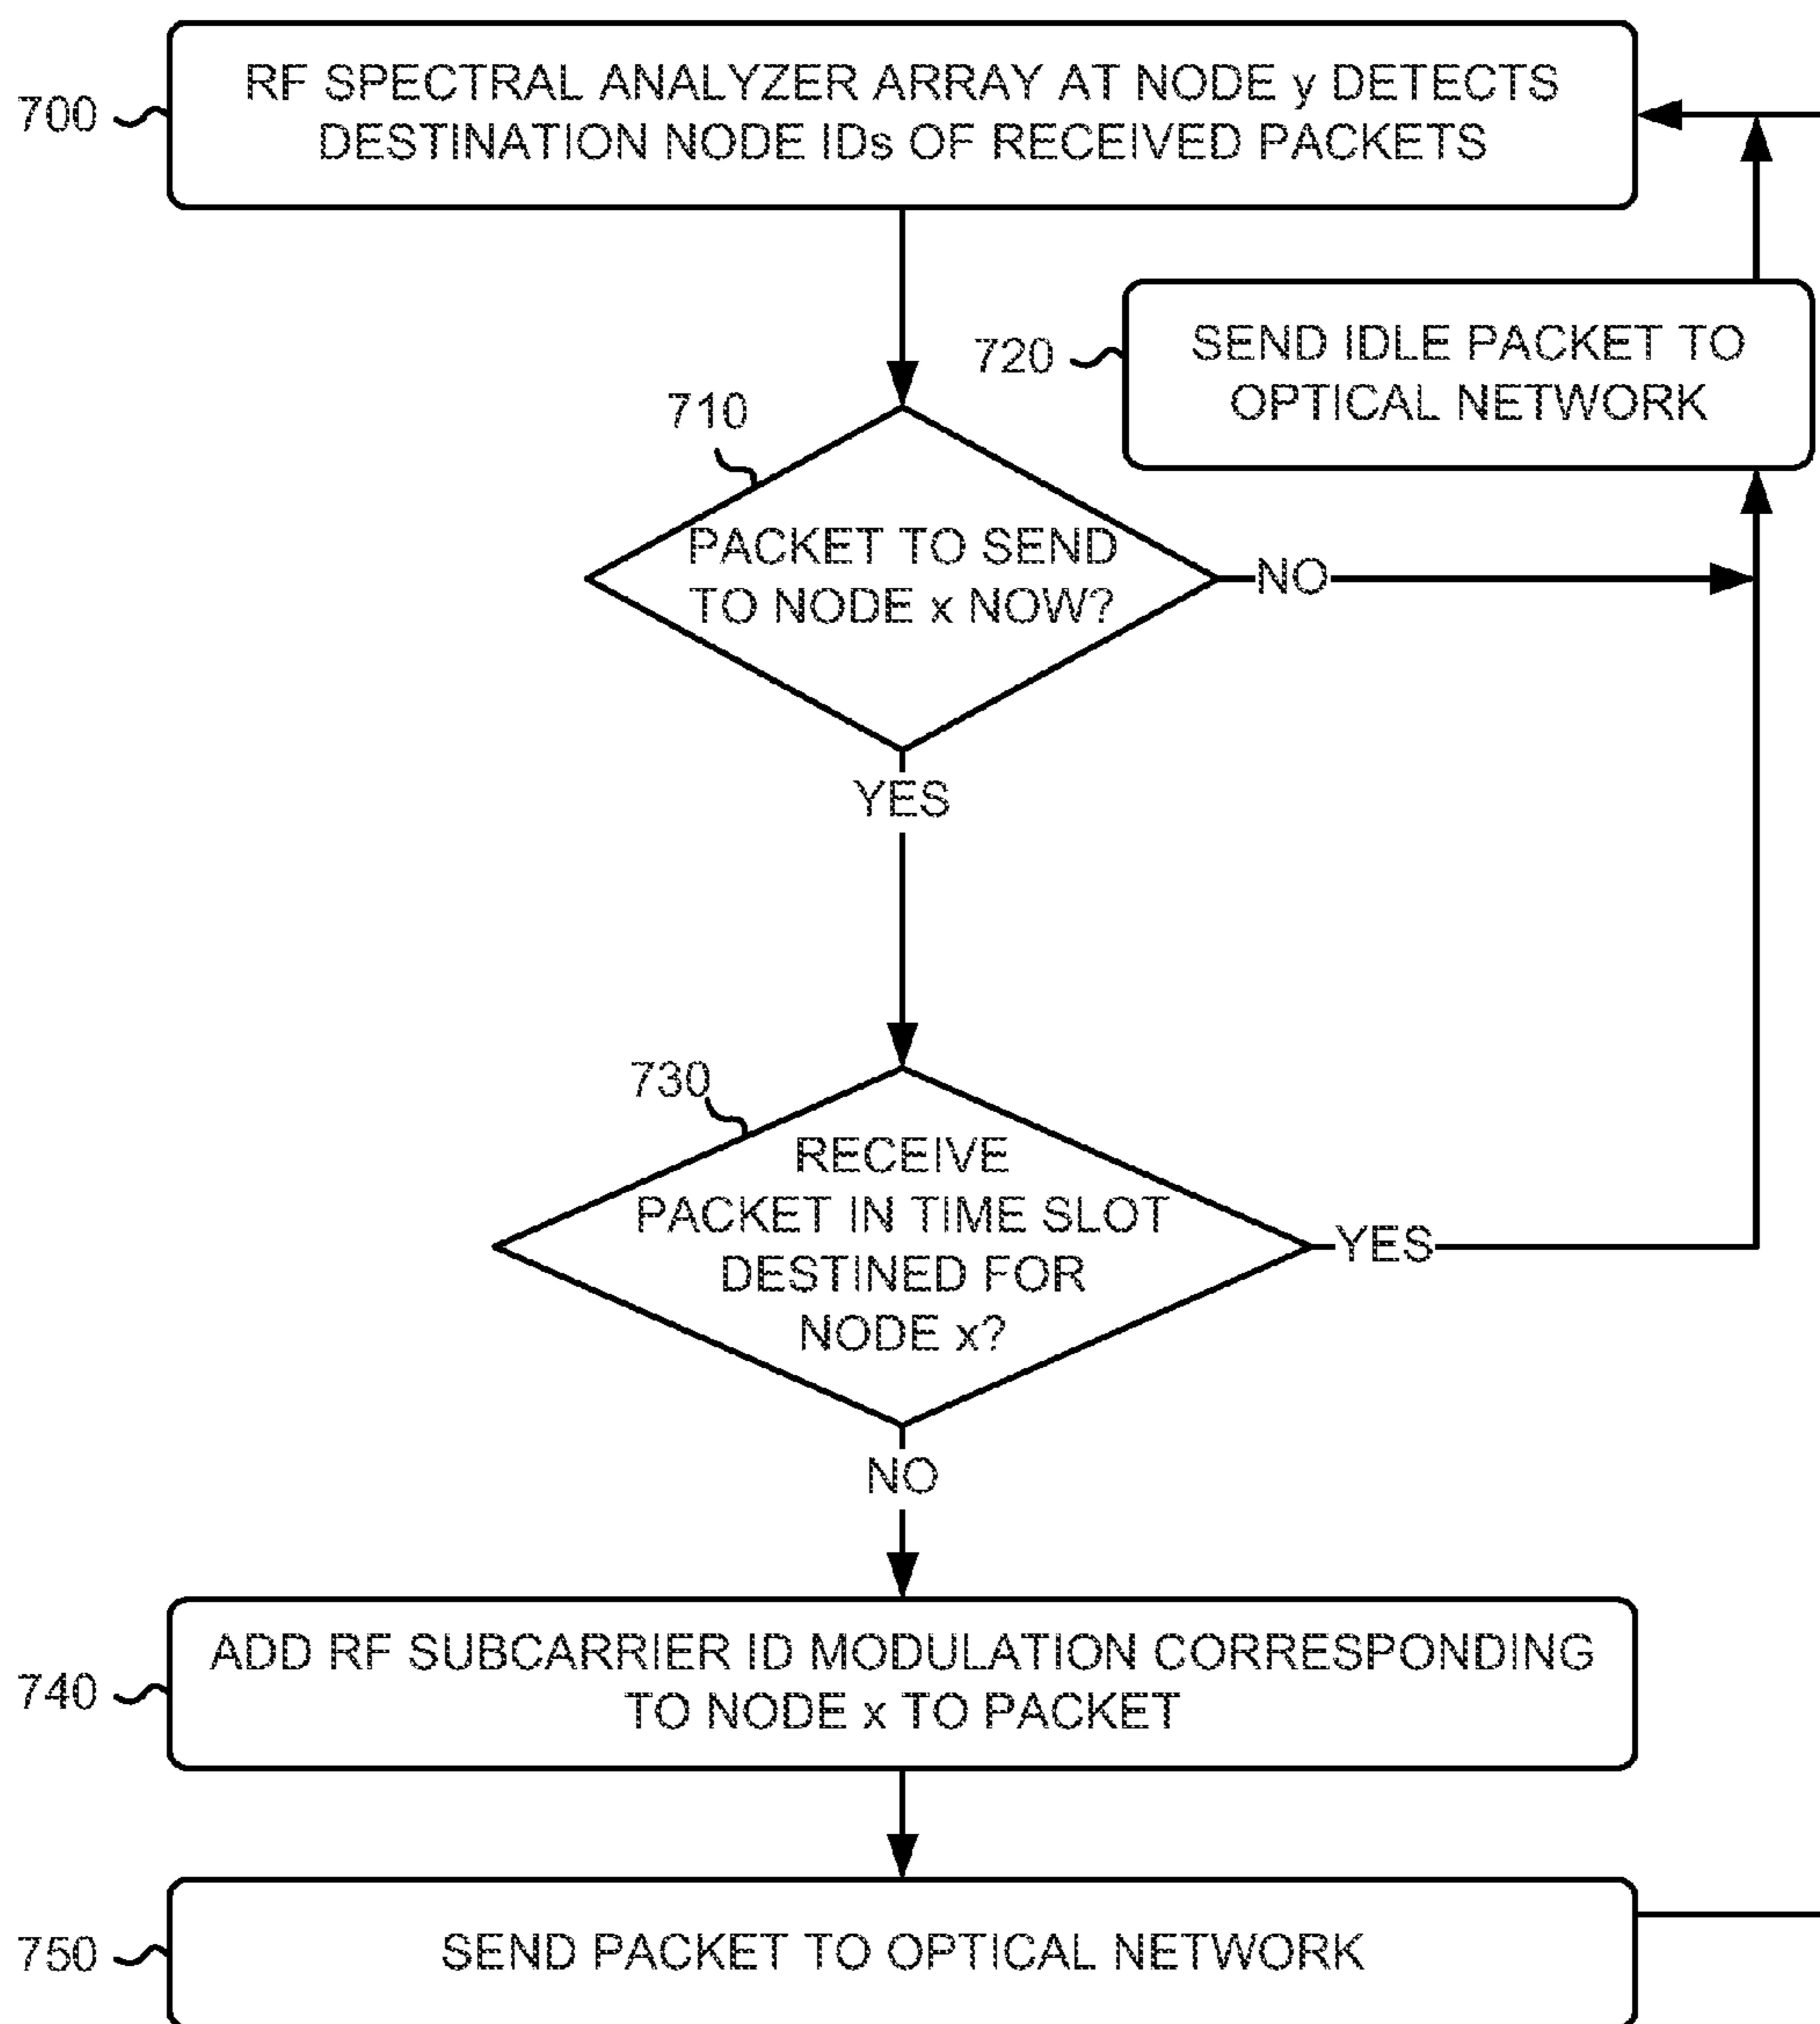 700
RF SPECTRAL ANALYZER ARRAY AT NODE y DETECTS
DESTINATION NODE IDs OF RECEIVED PACKETS
720
SEND IDLE PACKET TO
OPTICAL NETWORK
710
PACKET TO SEND
TO NODE x NOW?
NO
YES
730
RECEIVE
PACKET IN TIME SLOT
DESTINED FOR
NODE x?
YES
NO
740
ADD RF SUBCARRIER ID MODULATION CORRESPONDING
TO NODE x TO PACKET
750
SEND PACKET TO OPTICAL NETWORK